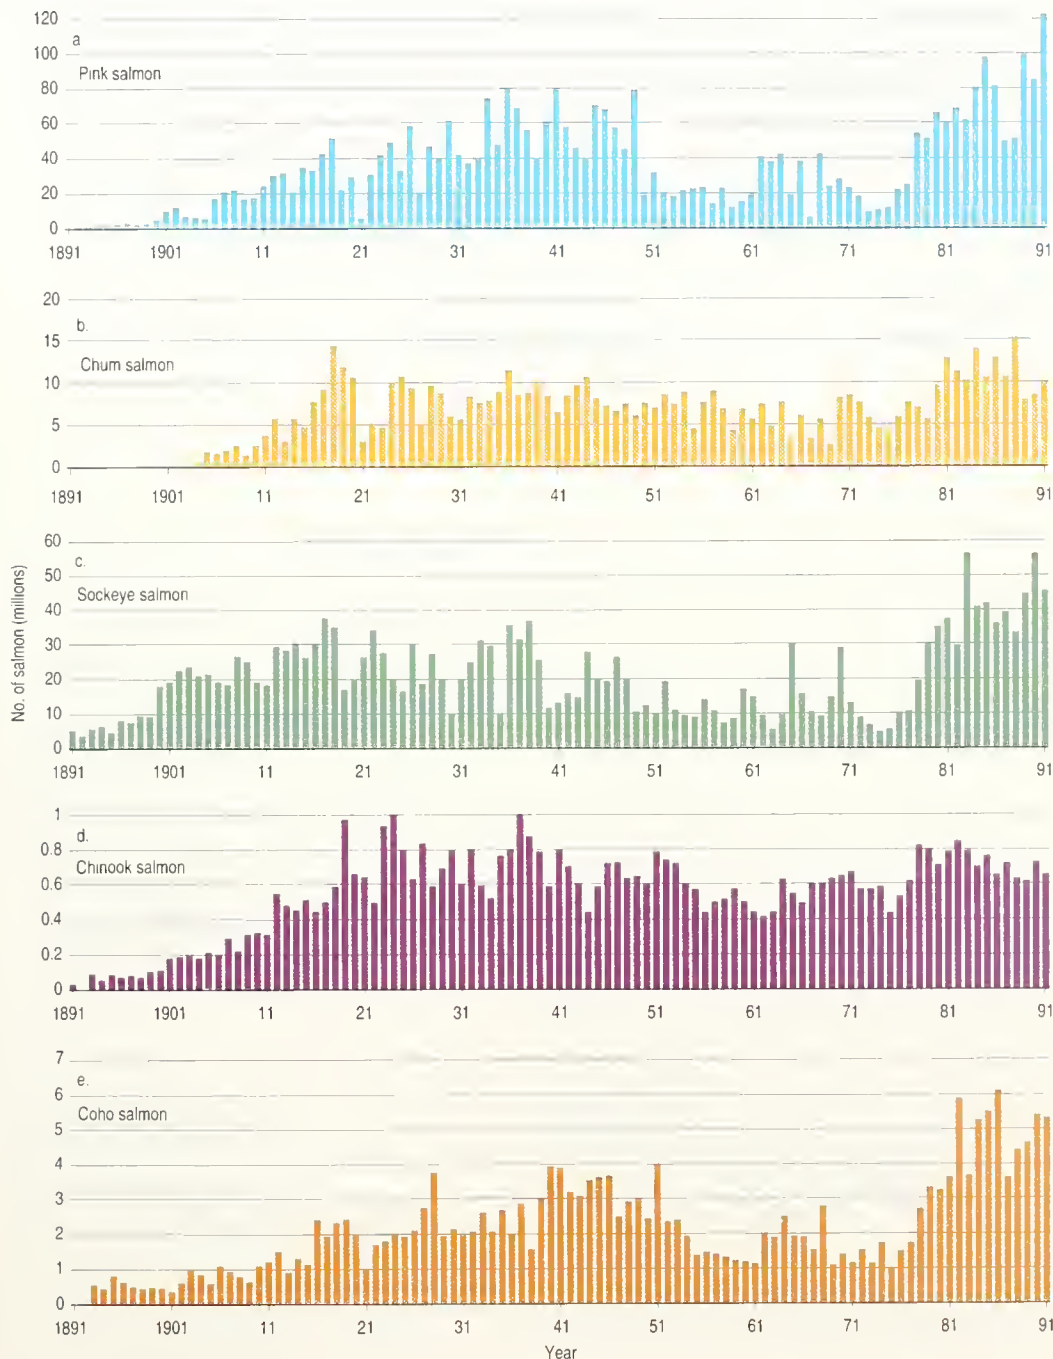 a
Pink salmon
120
100
80
60
40
20
0
1891 1901 11 21 31 41 51 61 71 81 91
b.
Chum salmon
20
15
10
5
0
1891 1901 11 21 31 41 51 61 71 81 91
No. of salmon (millions)
c.
Sockeye salmon
60
50
40
30
20
10
0
1891 1901 11 21 31 41 51 61 71 81 91
d.
Chinook salmon
1
0.8
0.6
0.4
0.2
0
1891 1901 11 21 31 41 51 61 71 81 91
e.
Coho salmon
7
6
5
4
3
2
1
0
1891 1901 11 21 31 41 51 61 71 81 91
Year